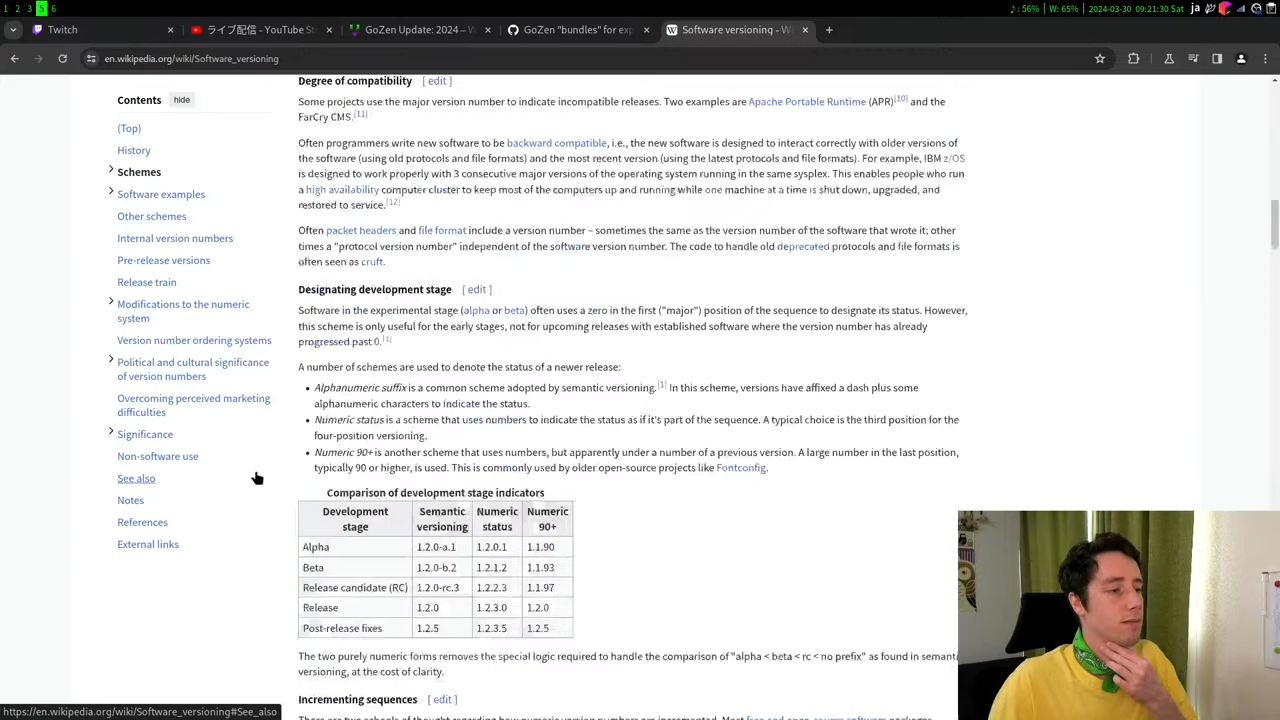 1 2 3 4 5 6
♪: 56% W: 65% 2024-03-30 09:21:30 Sat ja
Twitch
ライブ配信 - YouTube St
GoZen Update: 2024 – V
GoZen "bundles" for exp
Software versioning - Wi
en.wikipedia.org/wiki/Software_versioning
Contents hide
(Top)
History
Schemes
Software examples
Other schemes
Internal version numbers
Pre-release versions
Release train
Modifications to the numeric
system
Version number ordering systems
Political and cultural significance
of version numbers
Overcoming perceived marketing
difficulties
Significance
Non-software use
See also
Notes
References
External links
Degree of compatibility [ edit ]
Some projects use the major version number to indicate incompatible releases. Two examples are Apache Portable Runtime (APR)[10] and the
FarCry CMS.[11]
Often programmers write new software to be backward compatible, i.e., the new software is designed to interact correctly with older versions of
the software (using old protocols and file formats) and the most recent version (using the latest protocols and file formats). For example, IBM z/OS
is designed to work properly with 3 consecutive major versions of the operating system running in the same sysplex. This enables people who run
a high availability computer cluster to keep most of the computers up and running while one machine at a time is shut down, upgraded, and
restored to service.[12]
Often packet headers and file format include a version number – sometimes the same as the version number of the software that wrote it; other
times a "protocol version number" independent of the software version number. The code to handle old deprecated protocols and file formats is
often seen as cruft.
Designating development stage [ edit ]
Software in the experimental stage (alpha or beta) often uses a zero in the first ("major") position of the sequence to designate its status. However,
this scheme is only useful for the early stages, not for upcoming releases with established software where the version number has already
progressed past 0.[1]
A number of schemes are used to denote the status of a newer release:
• Alphanumeric suffix is a common scheme adopted by semantic versioning.[1] In this scheme, versions have affixed a dash plus some
alphanumeric characters to indicate the status.
• Numeric status is a scheme that uses numbers to indicate the status as if it's part of the sequence. A typical choice is the third position for the
four-position versioning.
• Numeric 90+ is another scheme that uses numbers, but apparently under a number of a previous version. A large number in the last position,
typically 90 or higher, is used. This is commonly used by older open-source projects like Fontconfig.
Comparison of development stage indicators
Development stage Semantic versioning Numeric status Numeric 90+
Alpha 1.2.0-a.1 1.2.0.1 1.1.90
Beta 1.2.0-b.2 1.2.1.2 1.1.93
Release candidate (RC) 1.2.0-rc.3 1.2.2.3 1.1.97
Release 1.2.0 1.2.3.0 1.2.0
Post-release fixes 1.2.5 1.2.3.5 1.2.5
The two purely numeric forms removes the special logic required to handle the comparison of "alpha < beta < rc < no prefix" as found in semant
versioning, at the cost of clarity.
Incrementing sequences [ edit ]
https://en.wikipedia.org/wiki/Software_versioning#See_also